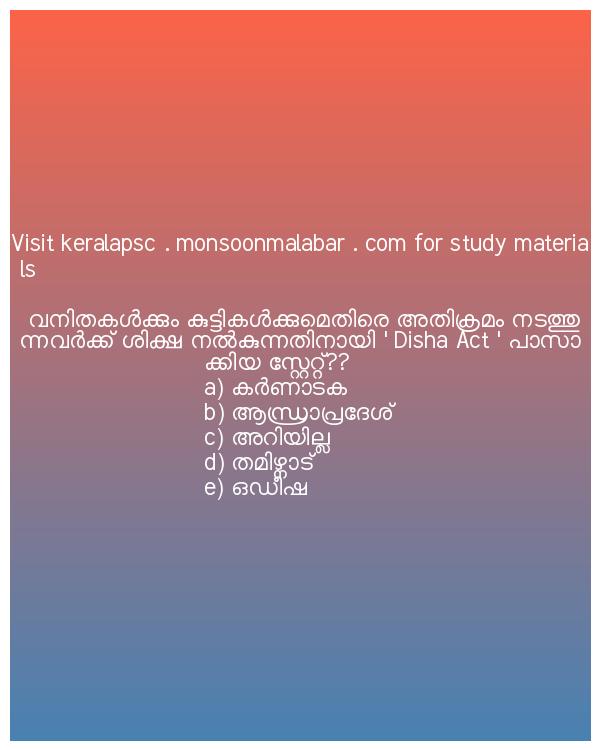 Visit keralapsc . monsoonmalabar . com for study materia
ls
വനിതകൾക്കും കുട്ടികൾക്കുമെതിരെ അതിക്രമം നടത്തു
ന്നവർക്ക് ശിക്ഷ നൽകുന്നതിനായി ' Disha Act ' പാസാ
ക്കിയ സ്റ്റേറ്റ്??
a) കർണാടക
b) ആന്ധ്രാപ്രദേശ്
c) അറിയില്ല
d) തമിഴ്നാട്
e) ഒഡീഷ